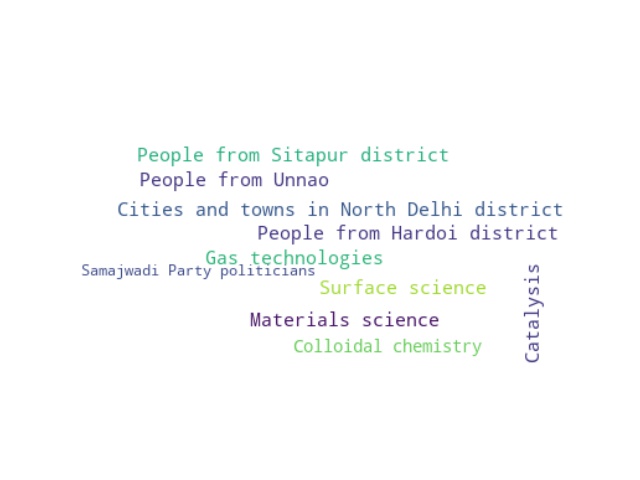 People from Sitapur district
People from Unnao
Cities and towns in North Delhi district
People from Hardoi district
Gas technologies
Samajwadi Party politicians
Surface science
Catalysis
Materials science
Colloidal chemistry